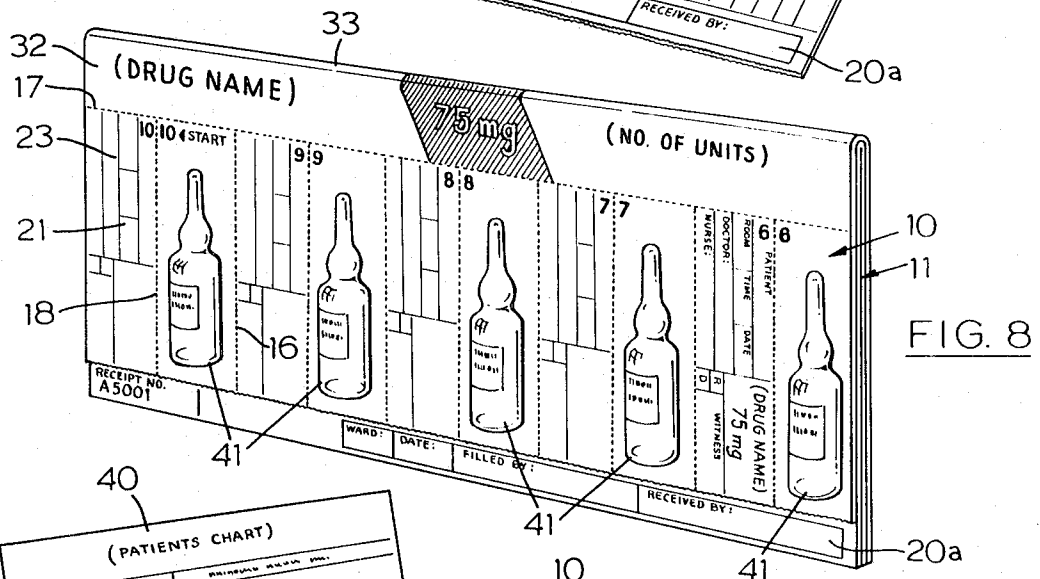 RECEIVED BY:
20a
33
32
(DRUG NAME)
75 mg
(NO. OF UNITS)
17
23
21
18
16
10 10 START
9 9
8 8
7 7
6 6
PATIENT
ROOM TIME DATE
DOCTOR:
NURSE:
R
D
WITNESS
(DRUG NAME)
75 mg
10
11
FIG. 8
RECEIPT NO.
A5001
WARD: DATE: FILLED BY:
RECEIVED BY:
41
41
41
20a
40
(PATIENTS CHART)
10